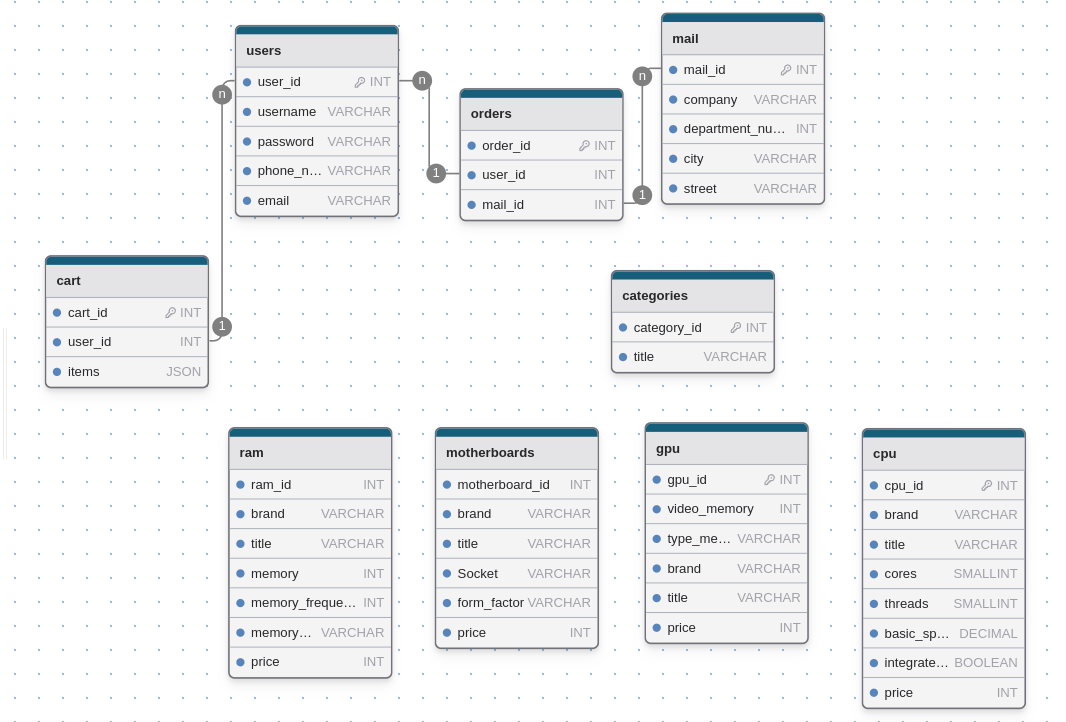 users
user_id INT
username VARCHAR
password VARCHAR
phone_n... VARCHAR
email VARCHAR
n
n
1
orders
order_id INT
user_id INT
mail_id INT
n
1
mail
mail_id INT
company VARCHAR
department_nu... INT
city VARCHAR
street VARCHAR
cart
cart_id INT
user_id INT
items JSON
1
categories
category_id INT
title VARCHAR
ram
ram_id INT
brand VARCHAR
title VARCHAR
memory INT
memory_freque... INT
memory... VARCHAR
price INT
motherboards
motherboard_id INT
brand VARCHAR
title VARCHAR
Socket VARCHAR
form_factor VARCHAR
price INT
gpu
gpu_id INT
video_memory INT
type_me... VARCHAR
brand VARCHAR
title VARCHAR
price INT
cpu
cpu_id INT
brand VARCHAR
title VARCHAR
cores SMALLINT
threads SMALLINT
basic_sp... DECIMAL
integrate... BOOLEAN
price INT